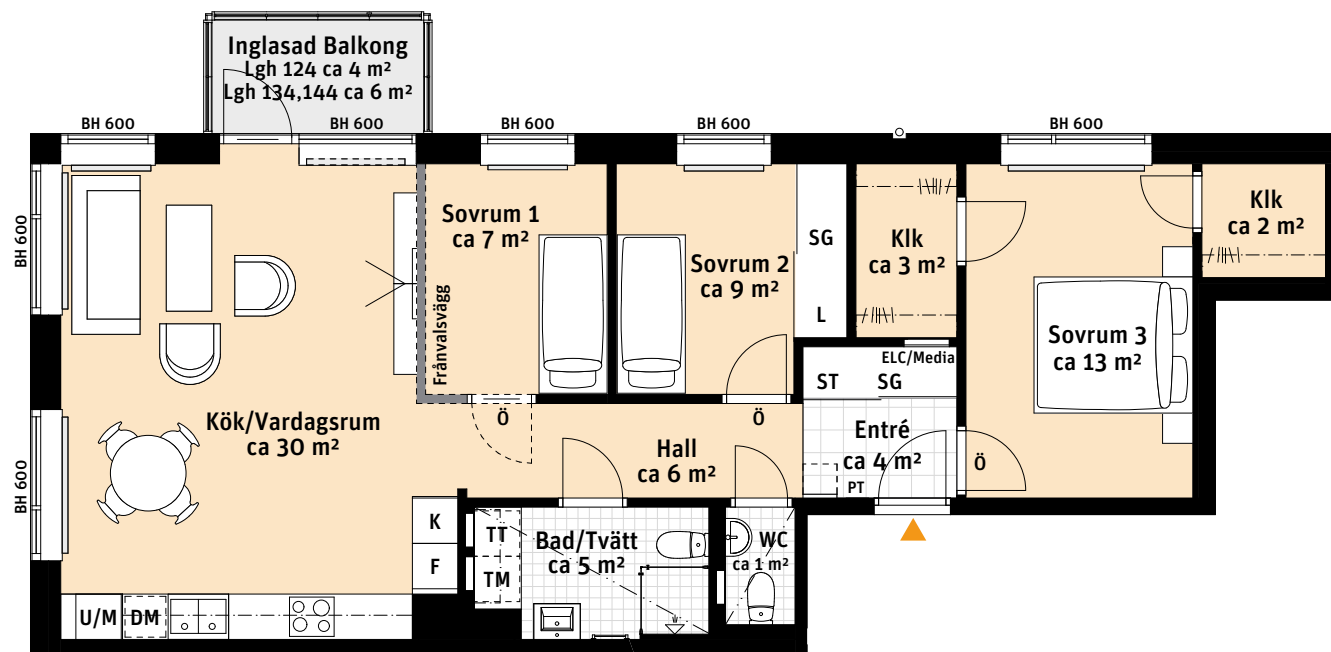 Inglasad Balkong
Lgh 124 ca 4 m²
Lgh 134,144 ca 6 m²
BH 600
BH 600
BH 600
BH 600
BH 600
BH 600
BH 600
Sovrum 1
ca 7 m²
Frånvalsvägg
Sovrum 2
ca 9 m²
SG
L
Klk
ca 3 m²
Klk
ca 2 m²
Sovrum 3
ca 13 m²
ELC/Media
ST
SG
Kök/Vardagsrum
ca 30 m²
Ö
Ö
Hall
ca 6 m²
Entré
ca 4 m²
PT
Ö
K
F
TT
TM
Bad/Tvätt
ca 5 m²
WC
ca 1 m²
U/M
DM